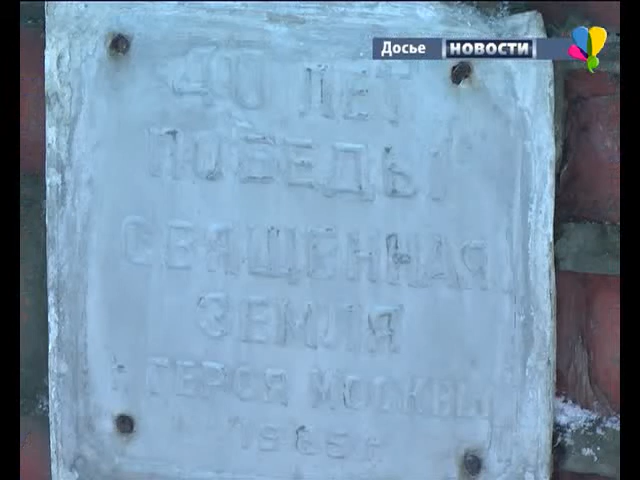 Досье НОВОСТИ
40 ЛЕТ
ПОБЕДЫ
СВЯЩЕННАЯ
ЗЕМЛЯ
ГЕРОЯ МОСКВЫ
1985 г